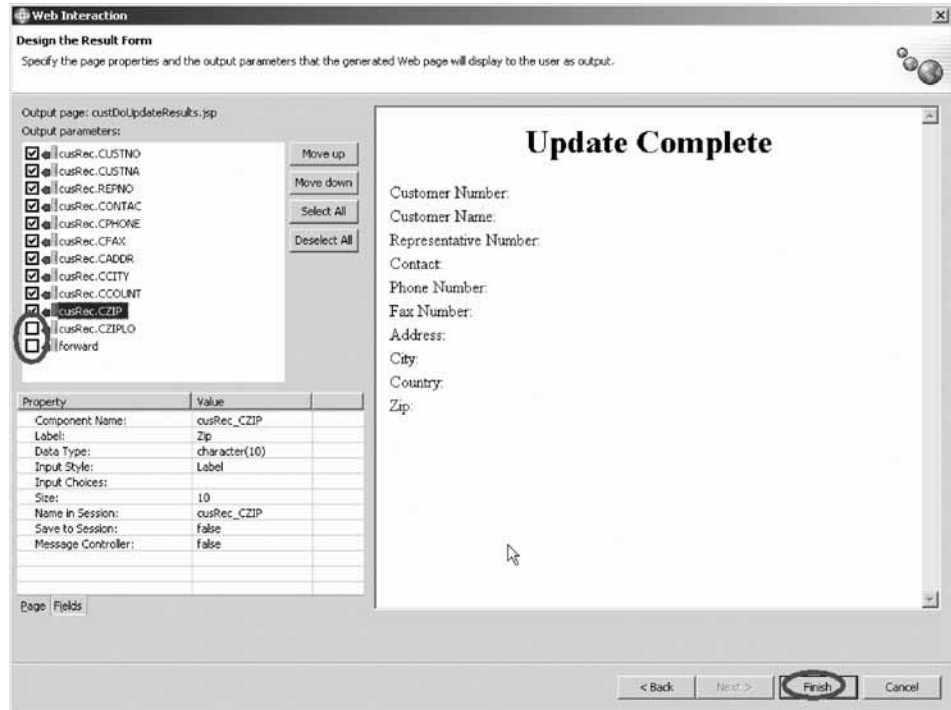 Web Interaction
Design the Result Form
Specify the page properties and the output parameters that the generated Web page will display to the user as output.
Output page: custDoUpdateResults.jsp
Output parameters:
cusRec.CUSTNO
cusRec.CUSTNA
cusRec.REPNO
cusRec.CONTAC
cusRec.CPHONE
cusRec.CFAX
cusRec.CADDR
cusRec.CCITY
cusRec.CCOUNT
cusRec.CZIP
cusRec.CZIPLO
forward
Move up
Move down
Select All
Deselect All
Property Value
Component Name: cusRec_CZIP
Label: Zip
Data Type: character(10)
Input Style: Label
Input Choices:
Size: 10
Name in Session: cusRec_CZIP
Save to Session: false
Message Controller: false
Page Fields
Update Complete
Customer Number:
Customer Name:
Representative Number:
Contact:
Phone Number:
Fax Number:
Address:
City:
Country:
Zip:
< Back Next > Finish Cancel